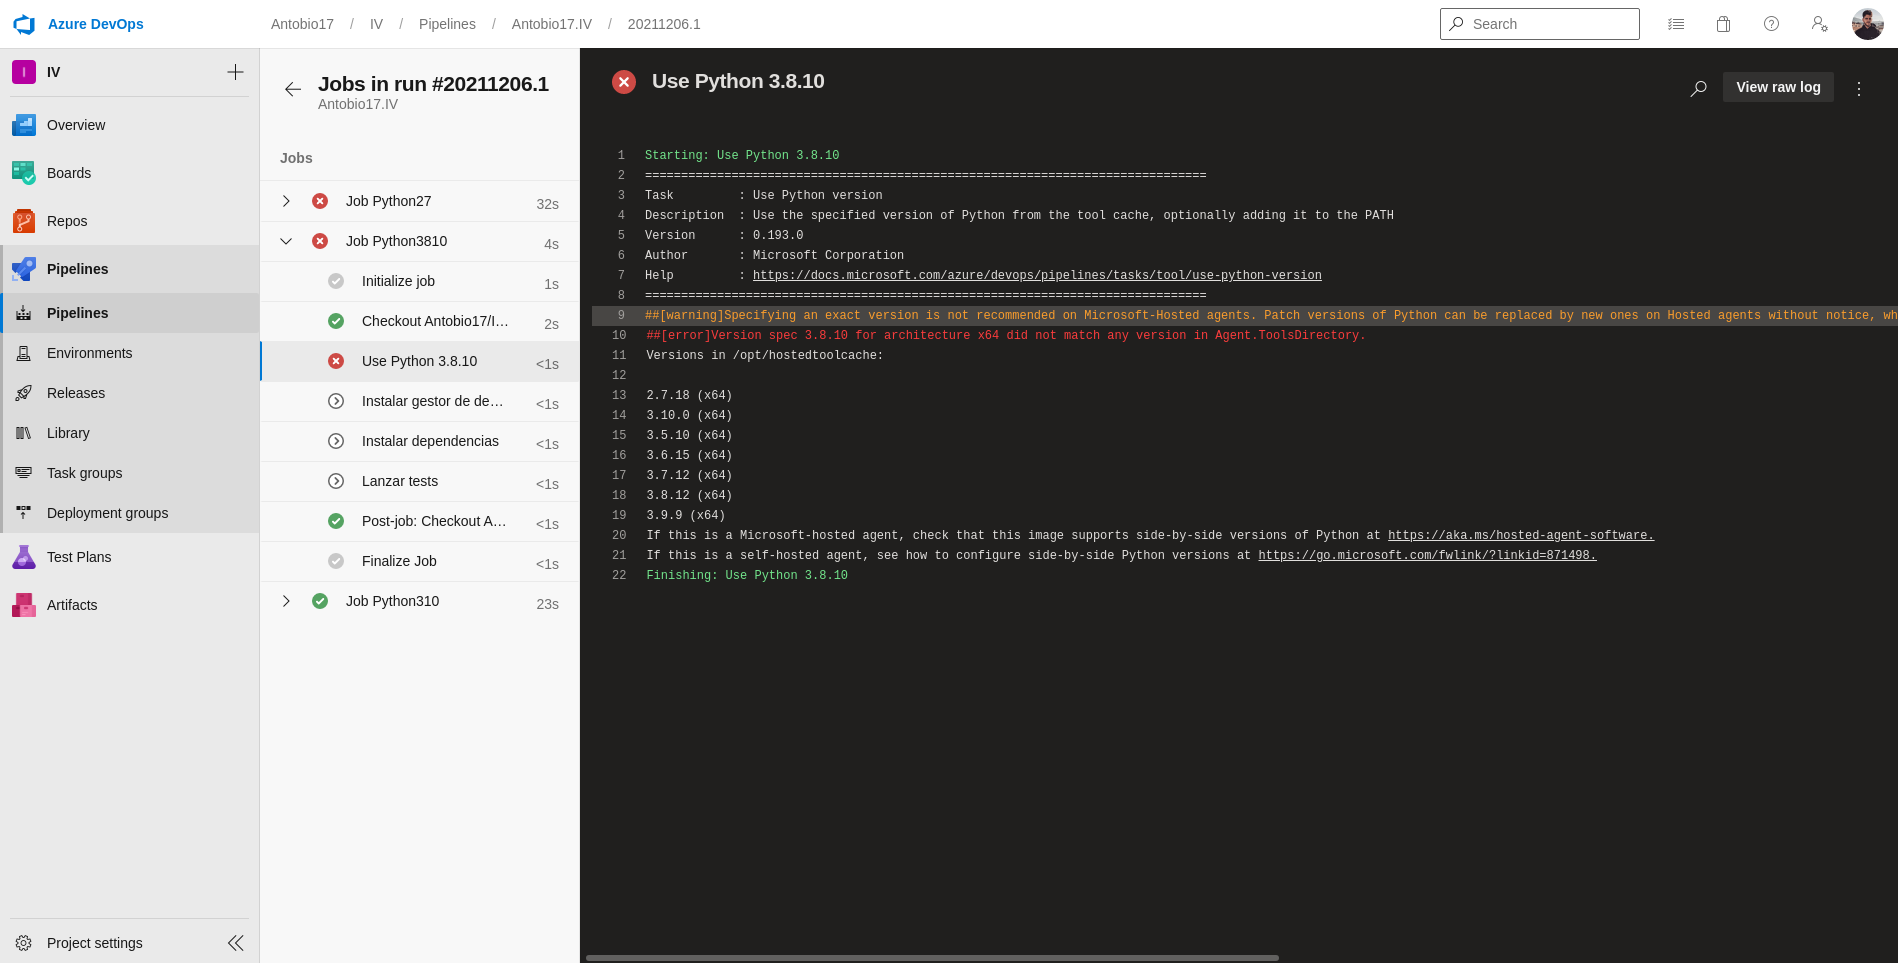 Azure DevOps
Antobio17 / IV / Pipelines / Antobio17.IV / 20211206.1
Search
I
IV
Overview
Boards
Repos
Pipelines
Pipelines
Environments
Releases
Library
Task groups
Deployment groups
Test Plans
Artifacts
Project settings
Jobs in run #20211206.1
Antobio17.IV
Jobs
Job Python27 32s
Job Python3810 4s
Initialize job 1s
Checkout Antobio17/I… 2s
Use Python 3.8.10 <1s
Instalar gestor de de… <1s
Instalar dependencias <1s
Lanzar tests <1s
Post-job: Checkout A… <1s
Finalize Job <1s
Job Python310 23s
Use Python 3.8.10
View raw log
1 Starting: Use Python 3.8.10
2 ==============================================================================
3 Task         : Use Python version
4 Description  : Use the specified version of Python from the tool cache, optionally adding it to the PATH
5 Version      : 0.193.0
6 Author       : Microsoft Corporation
7 Help         : https://docs.microsoft.com/azure/devops/pipelines/tasks/tool/use-python-version
8 ==============================================================================
9 ##[warning]Specifying an exact version is not recommended on Microsoft-Hosted agents. Patch versions of Python can be replaced by new ones on Hosted agents without notice, wh
10 ##[error]Version spec 3.8.10 for architecture x64 did not match any version in Agent.ToolsDirectory.
11 Versions in /opt/hostedtoolcache:
12
13 2.7.18 (x64)
14 3.10.0 (x64)
15 3.5.10 (x64)
16 3.6.15 (x64)
17 3.7.12 (x64)
18 3.8.12 (x64)
19 3.9.9 (x64)
20 If this is a Microsoft-hosted agent, check that this image supports side-by-side versions of Python at https://aka.ms/hosted-agent-software.
21 If this is a self-hosted agent, see how to configure side-by-side Python versions at https://go.microsoft.com/fwlink/?linkid=871498.
22 Finishing: Use Python 3.8.10